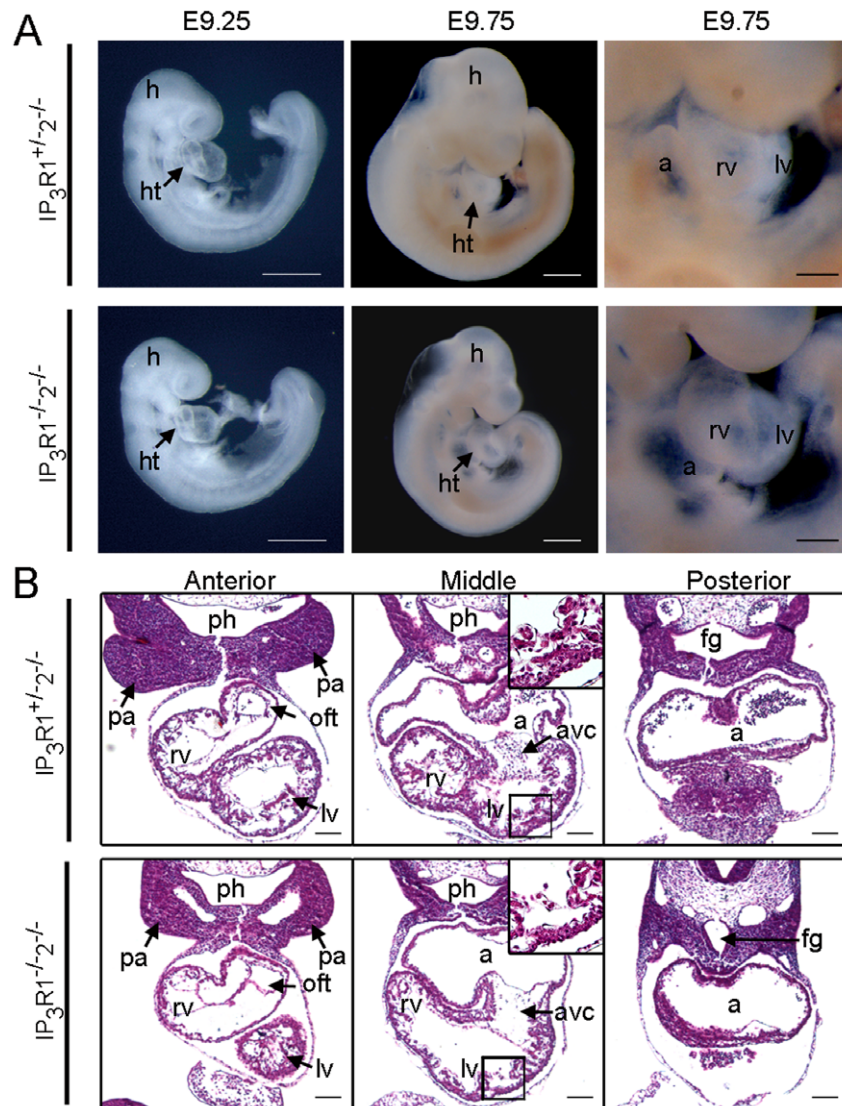 A
E9.25 E9.75 E9.75
IP3R1+/-2-/-
h
ht
h
ht
a rv lv
IP3R1-/-2-/-
h
ht
h
ht
rv lv
a
B
Anterior Middle Posterior
IP3R1+/-2-/-
ph
pa pa
oft
rv
lv
ph
a
avc
rv
lv
fg
a
IP3R1-/-2-/-
ph
pa pa
oft
rv
lv
ph
a
rv avc
lv
fg
a